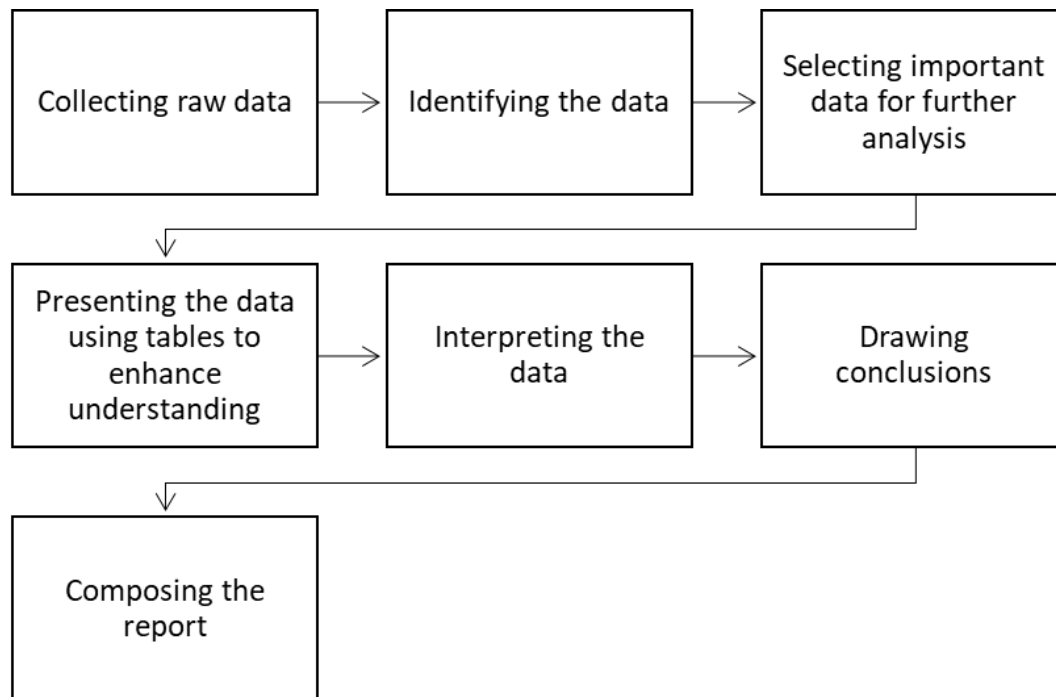 Collecting raw data
Identifying the data
Selecting important
data for further
analysis
Presenting the data
using tables to
enhance
understanding
Interpreting the
data
Drawing
conclusions
Composing the
report